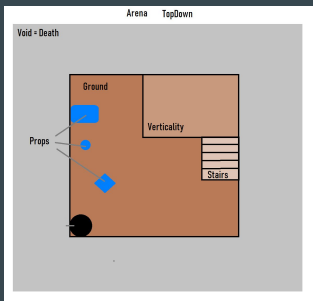 Arena TopDown
Void = Death
Ground
Verticality
Props
Stairs